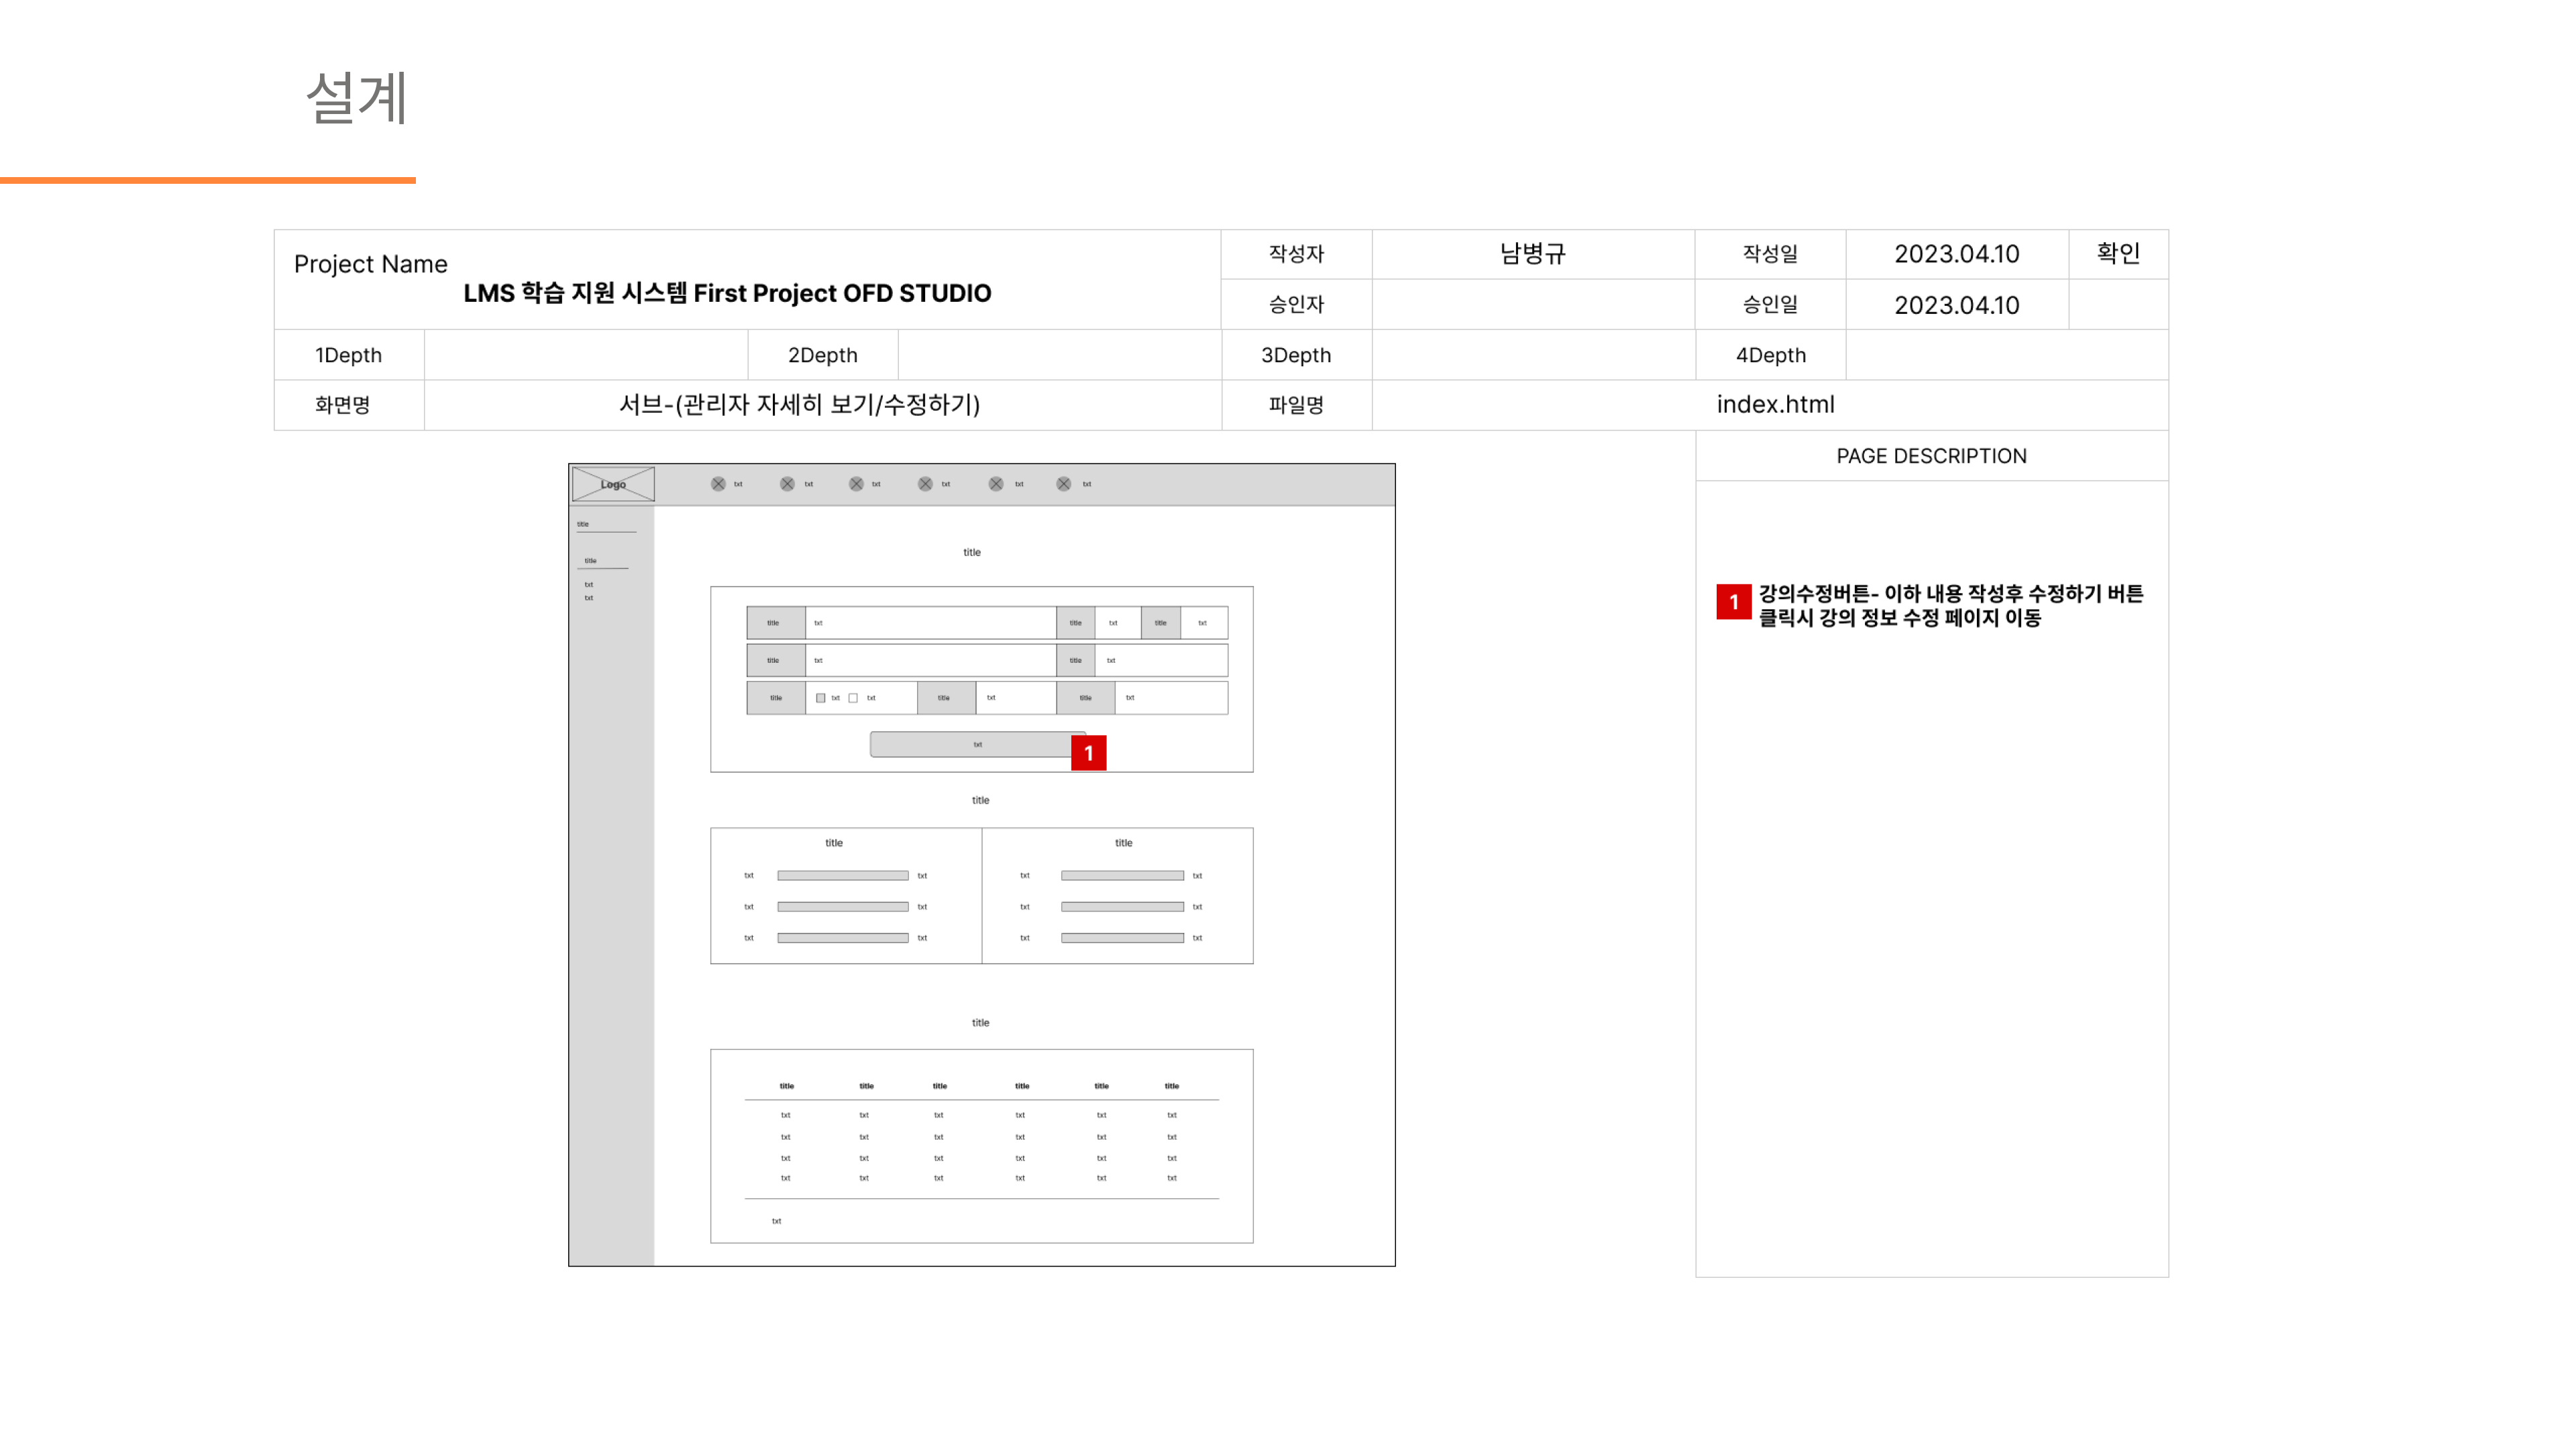 설계
Project Name
LMS 학습 지원 시스템 First Project OFD STUDIO
작성자 남병규 작성일 2023.04.10 확인
승인자 승인일 2023.04.10
1Depth 2Depth 3Depth 4Depth
화면명 서브-(관리자 자세히 보기/수정하기) 파일명 index.html
PAGE DESCRIPTION
1 강의수정버튼- 이하 내용 작성후 수정하기 버튼
클릭시 강의 정보 수정 페이지 이동
Logo txt txt txt txt txt txt
title
title
txt
txt
title
title txt title txt title txt
title txt title txt
title txt txt title txt title txt
txt 1
title
title title
txt txt txt txt
txt txt txt txt
txt txt txt txt
title
title title title title title title
txt txt txt txt txt txt
txt txt txt txt txt txt
txt txt txt txt txt txt
txt txt txt txt txt txt
txt